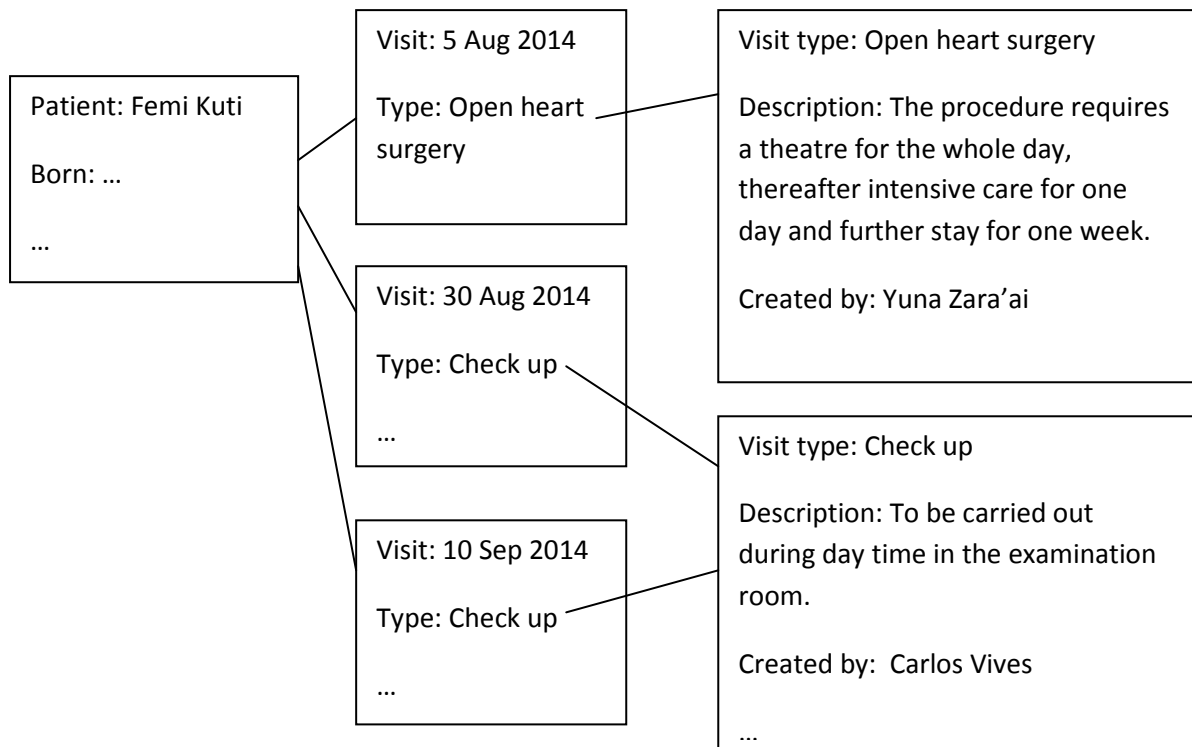 Patient: Femi Kuti
Born: …
…
Visit: 5 Aug 2014
Type: Open heart
surgery
Visit: 30 Aug 2014
Type: Check up
…
Visit: 10 Sep 2014
Type: Check up
…
Visit type: Open heart surgery
Description: The procedure requires
a theatre for the whole day,
thereafter intensive care for one
day and further stay for one week.
Created by: Yuna Zara’ai
Visit type: Check up
Description: To be carried out
during day time in the examination
room.
Created by:  Carlos Vives
…